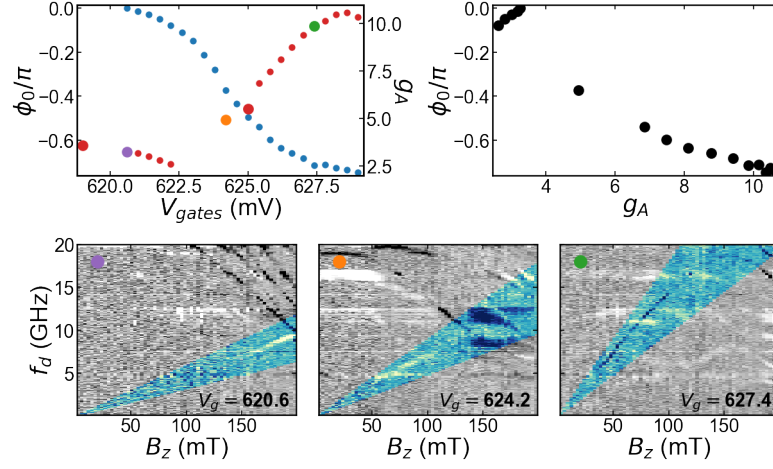 0.0
−0.2
−0.4
−0.6
ϕ0/π
10.0
7.5
5.0
2.5
gA
620.0
622.5
625.0
627.5
Vgates (mV)
0.0
−0.2
−0.4
−0.6
ϕ0/π
4
6
8
10
gA
20
15
10
5
fd (GHz)
Vg = 620.6
50
100
150
Bz (mT)
Vg = 624.2
50
100
150
Bz (mT)
Vg = 627.4
50
100
150
Bz (mT)